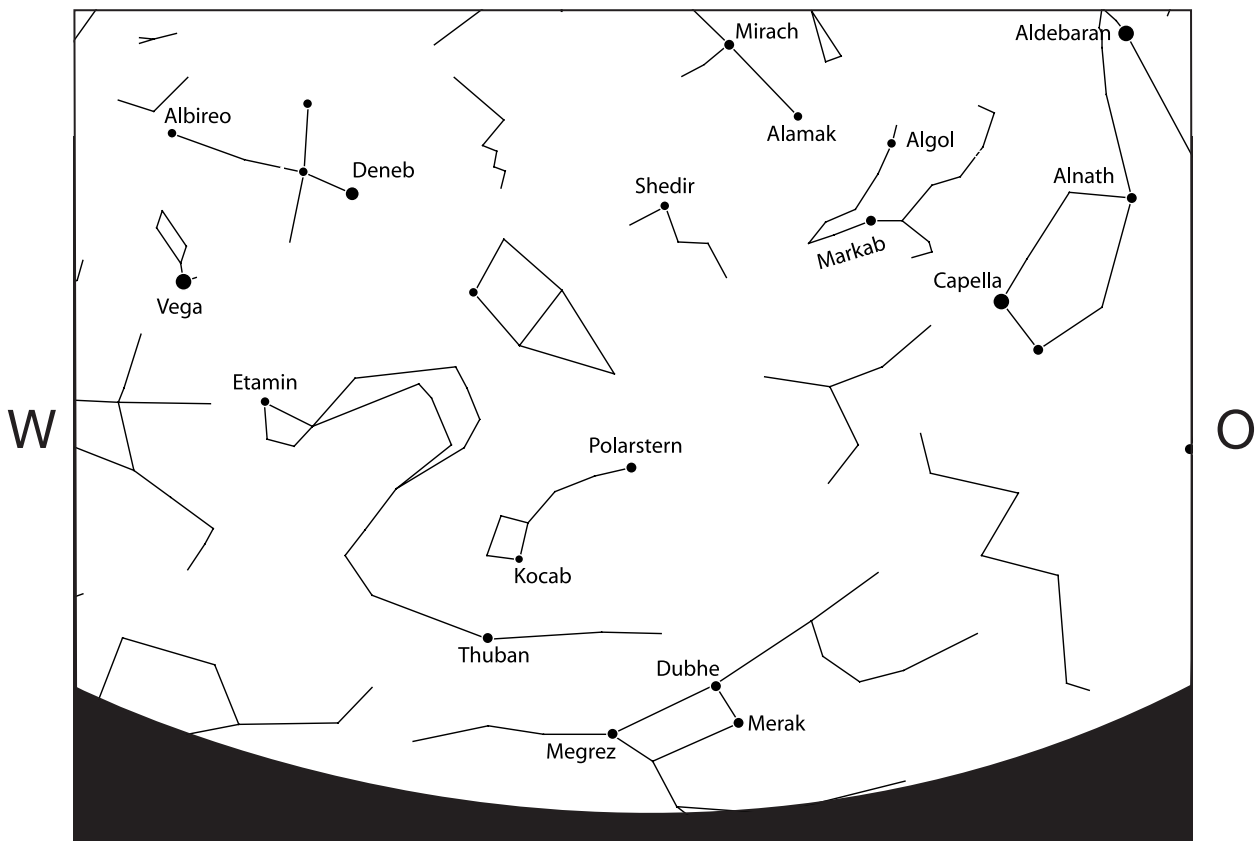 Mirach
Aldebaran
Albireo
Alamak
Algol
Deneb
Alnath
Shedir
Markab
Capella
Vega
Etamin
W
O
Polarstern
Kocab
Thuban
Dubhe
Merak
Megrez